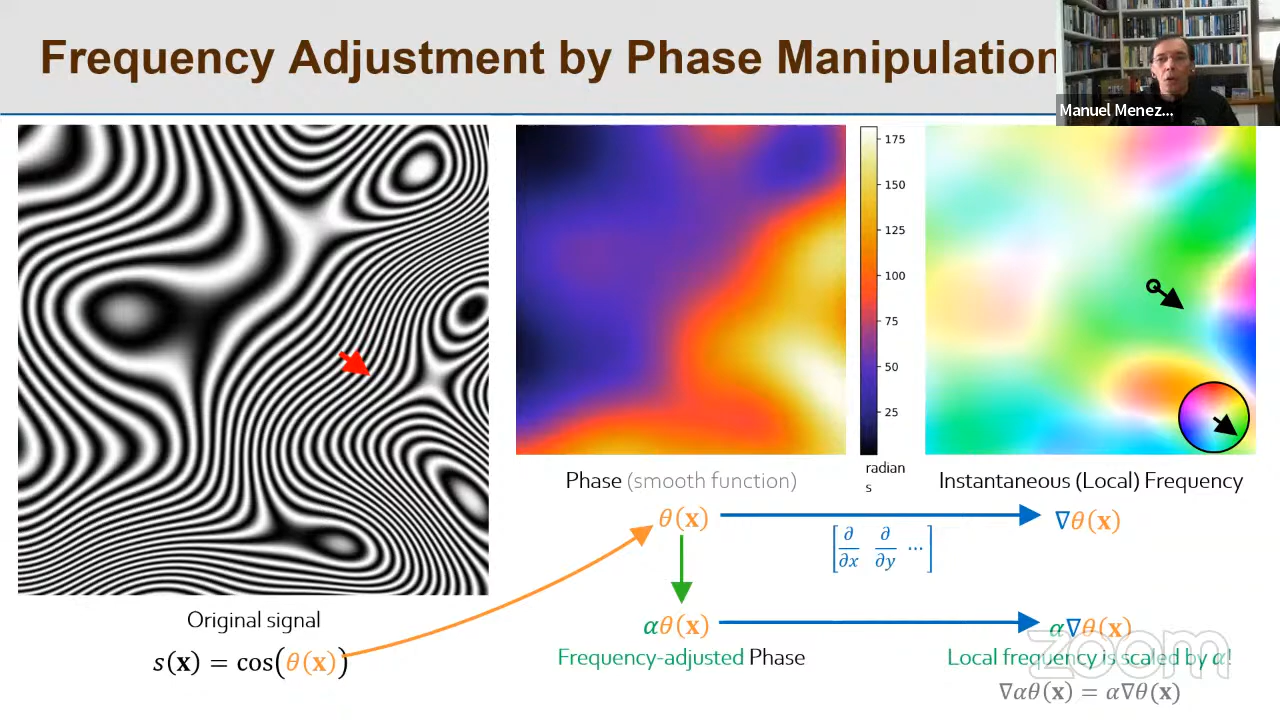 Frequency Adjustment by Phase Manipulation
Manuel Menez...
175
150
125
100
75
50
25
radian
s
Phase (smooth function)
Instantaneous (Local) Frequency
θ(𝐱)
∇θ(𝐱)
[∂/∂x ∂/∂y ⋯]
Original signal
s(𝐱) = cos(θ(𝐱))
αθ(𝐱)
α∇θ(𝐱)
zoom
Frequency-adjusted Phase
Local frequency is scaled by α!
∇αθ(𝐱) = α∇θ(𝐱)